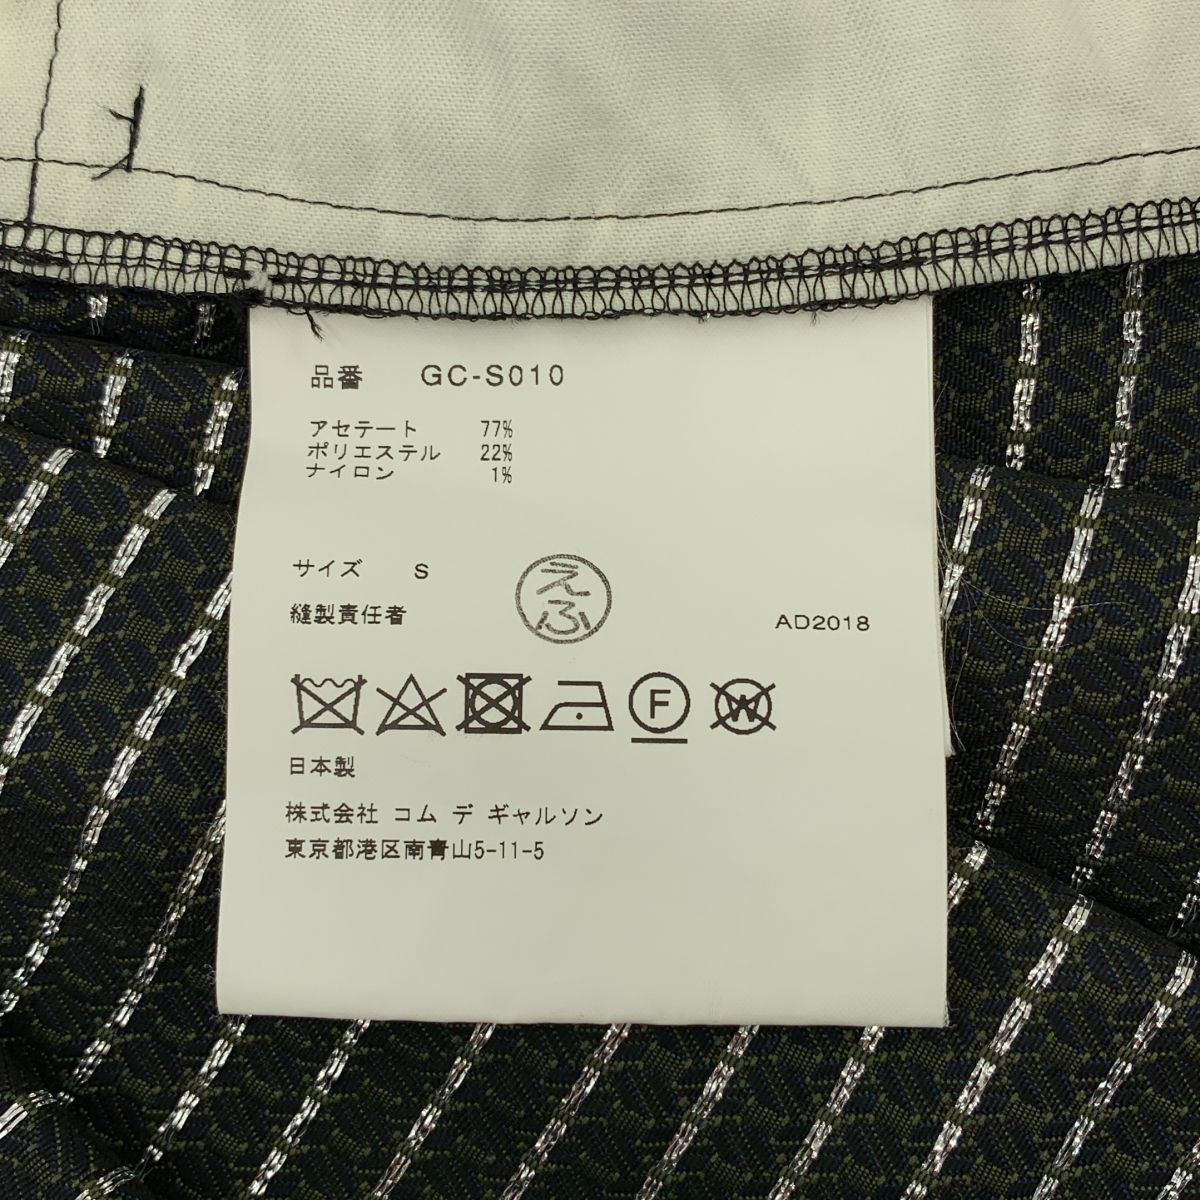 品番 GC-S010
アセテート 77%
ポリエステル 22%
ナイロン 1%
サイズ S
えふ
縫製責任者
AD2018
F
W
日本製
株式会社 コム デ ギャルソン
東京都港区南青山5-11-5